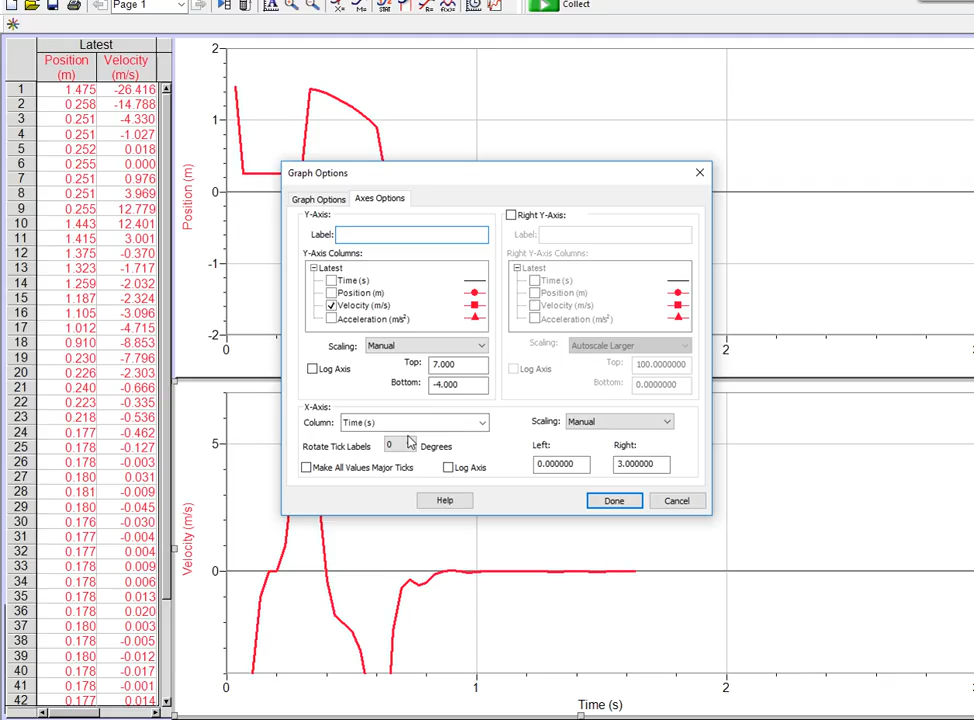 Page 1
Collect
Latest
Position Velocity
(m) (m/s)
1 1.475 -26.416
2 0.258 -14.788
3 0.251 -4.330
4 0.251 -1.027
5 0.252 0.018
6 0.255 0.000
7 0.251 0.976
8 0.251 3.969
9 0.255 12.779
10 1.443 12.401
11 1.415 3.001
12 1.375 -0.370
13 1.323 -1.717
14 1.259 -2.032
15 1.187 -2.324
16 1.105 -3.096
17 1.012 -4.715
18 0.910 -8.853
19 0.230 -7.796
20 0.226 -2.303
21 0.240 -0.666
22 0.223 -0.335
23 0.218 -0.536
24 0.177 -0.462
25 0.178 -0.127
26 0.178 -0.003
27 0.180 0.031
28 0.181 -0.009
29 0.180 -0.045
30 0.176 -0.030
31 0.177 -0.004
32 0.177 0.004
33 0.178 0.009
34 0.178 0.006
35 0.178 0.013
36 0.178 0.020
37 0.180 0.003
38 0.178 -0.005
39 0.180 -0.012
40 0.178 -0.017
41 0.178 -0.001
42 0.177 0.014
Position (m)
2
1
0
-1
-2
0 2
Graph Options
Graph Options Axes Options
Y-Axis:
Label:
Y-Axis Columns:
Latest
Time (s)
Position (m)
Velocity (m/s)
Acceleration (m/s²)
Scaling: Manual
Log Axis
Top: 7.000
Bottom: -4.000
Right Y-Axis:
Label:
Right Y-Axis Columns:
Latest
Time (s)
Position (m)
Velocity (m/s)
Acceleration (m/s²)
Scaling: Autoscale Larger
Log Axis
Top: 100.0000000
Bottom: 0.0000000
X-Axis:
Column: Time (s)
Rotate Tick Labels 0 Degrees
Make All Values Major Ticks Log Axis
Scaling: Manual
Left: Right:
0.000000 3.000000
Help Done Cancel
Velocity (m/s)
5
0
0 1 2
Time (s)